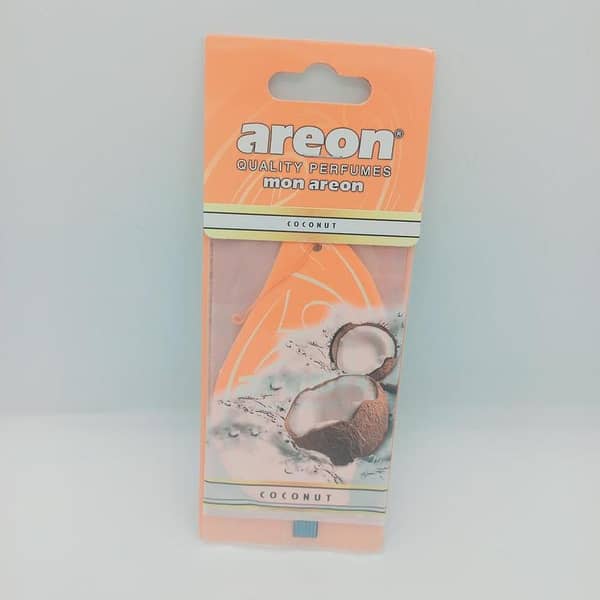 areon®
QUALITY PERFUMES
mon areon
COCONUT
COCONUT